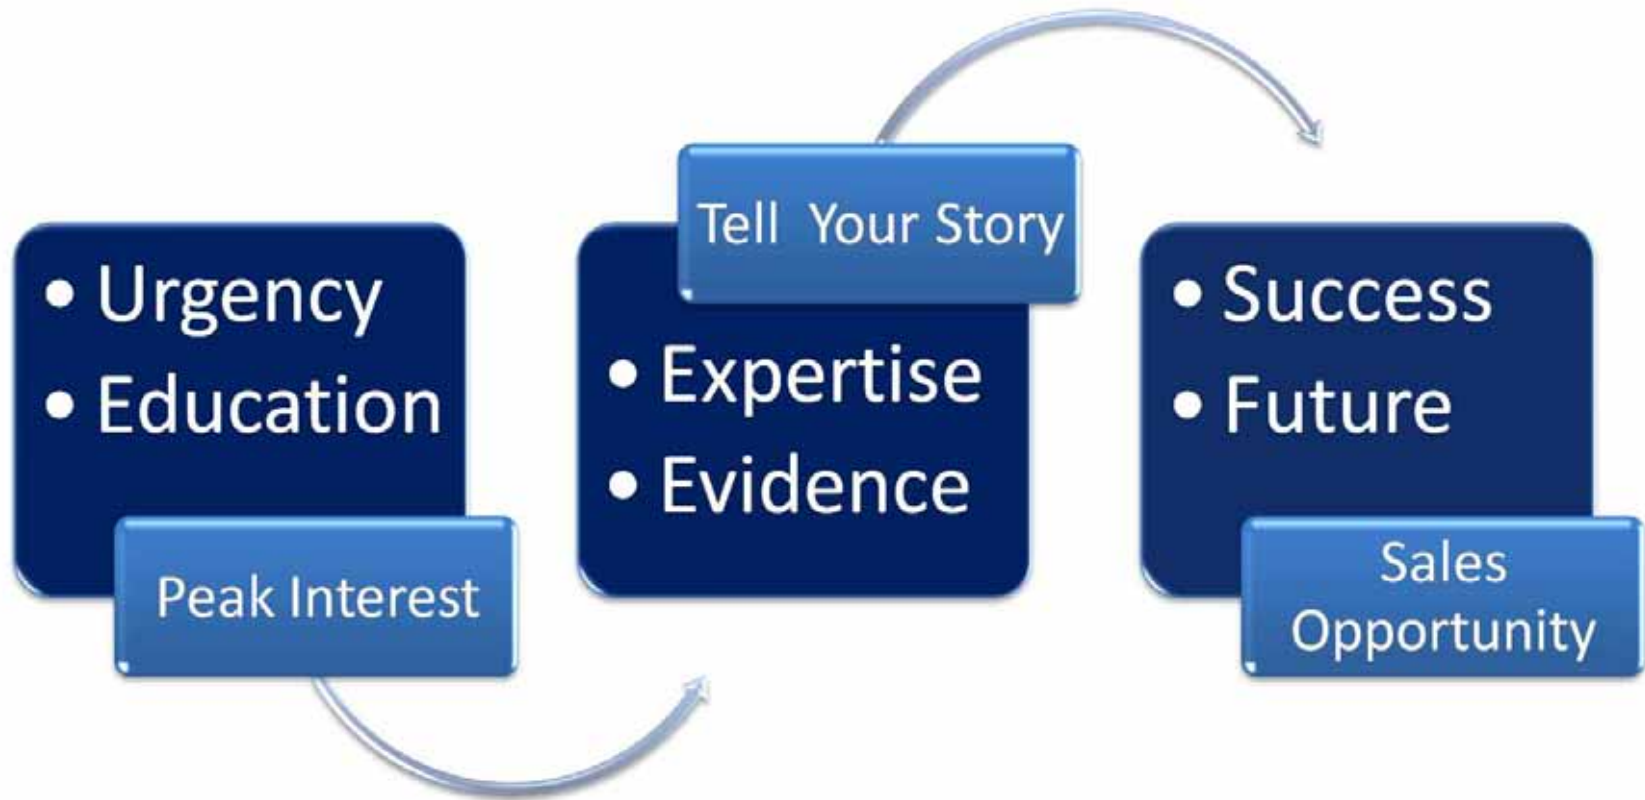 • Urgency
• Education
Peak Interest
Tell Your Story
• Expertise
• Evidence
• Success
• Future
Sales
Opportunity